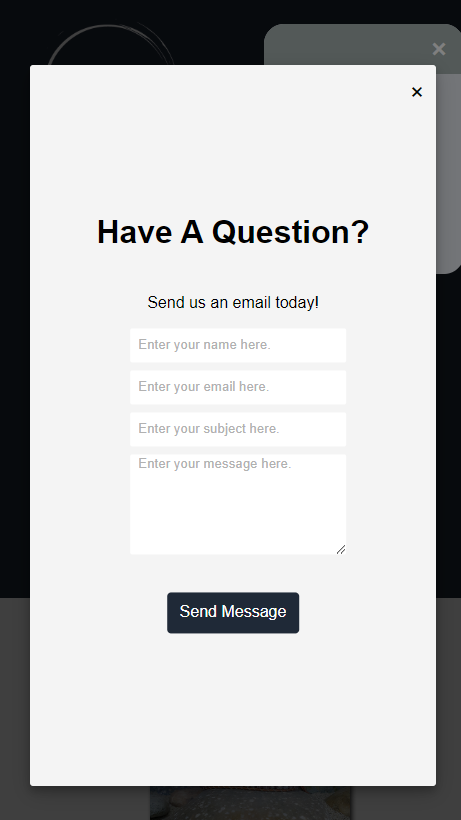 Have A Question?
Send us an email today!
Enter your name here.
Enter your email here.
Enter your subject here.
Enter your message here.
Send Message